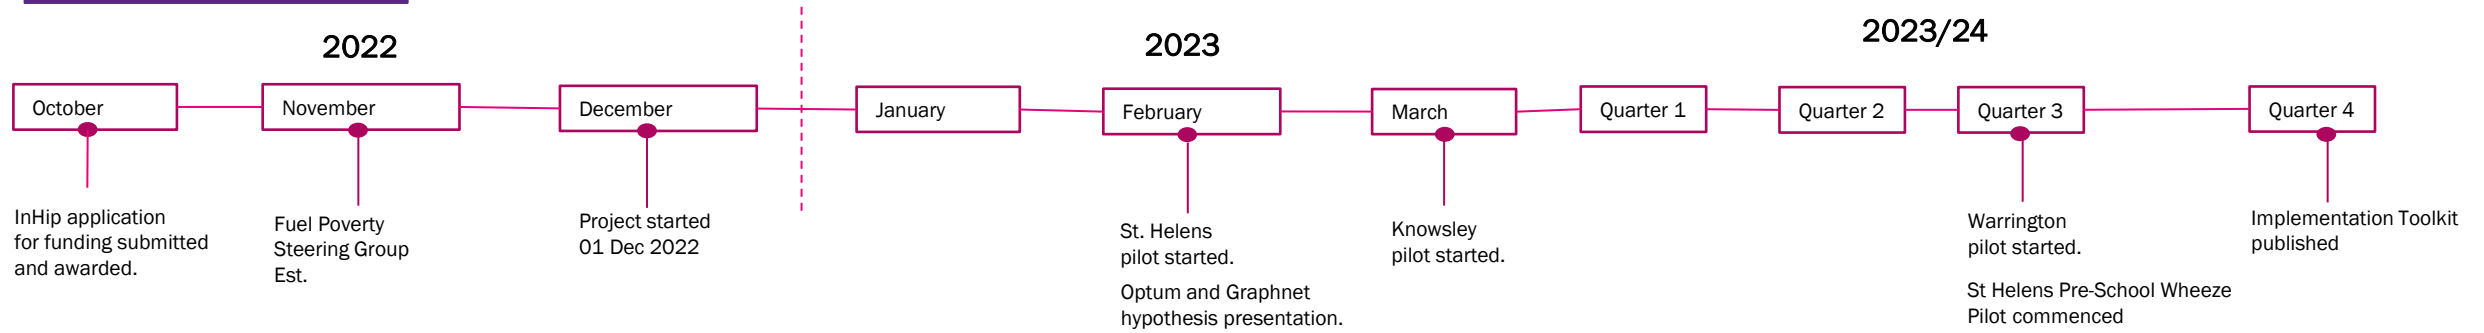 2022
2023
2023/24
October
November
December
January
February
March
Quarter 1
Quarter 2
Quarter 3
Quarter 4
InHip application
for funding submitted
and awarded.
Fuel Poverty
Steering Group
Est.
Project started
01 Dec 2022
St. Helens
pilot started.
Optum and Graphnet
hypothesis presentation.
Knowsley
pilot started.
Warrington
pilot started.
St Helens Pre-School Wheeze
Pilot commenced
Implementation Toolkit
published